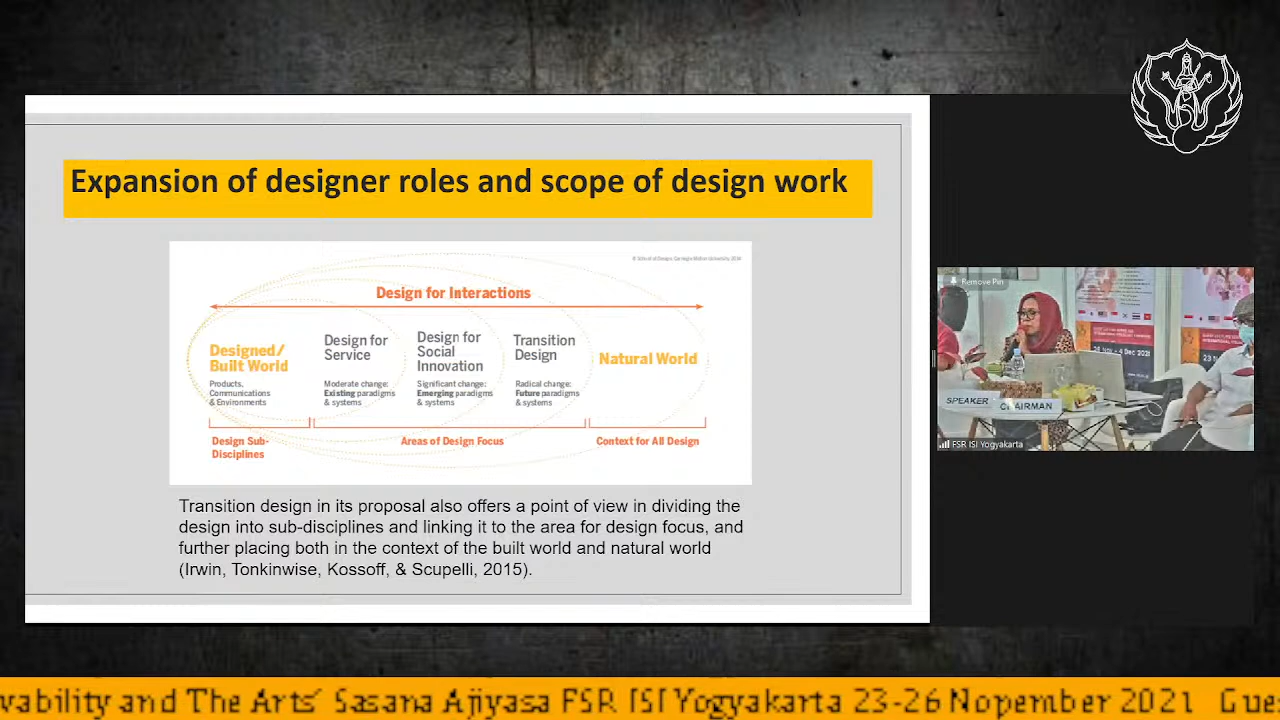 Expansion of designer roles and scope of design work
© School of Design, Carnegie Mellon University 2014
Design for Interactions
Designed/
Built World
Products,
Communications
& Environments
Design for
Service
Moderate change:
Existing paradigms
& systems
Design for
Social
Innovation
Significant change:
Emerging paradigms
& systems
Transition
Design
Radical change:
Future paradigms
& systems
Natural World
Design Sub-
Disciplines
Areas of Design Focus
Context for All Design
Transition design in its proposal also offers a point of view in dividing the
design into sub-disciplines and linking it to the area for design focus, and
further placing both in the context of the built world and natural world
(Irwin, Tonkinwise, Kossoff, & Scupelli, 2015).
Remove Pin
SPEAKER
CHAIRMAN
FSR ISI Yogyakarta
vability and The Arts' Sasana Ajiyasa FSR ISI Yogyakarta 23-26 Nopember 2021 Gue